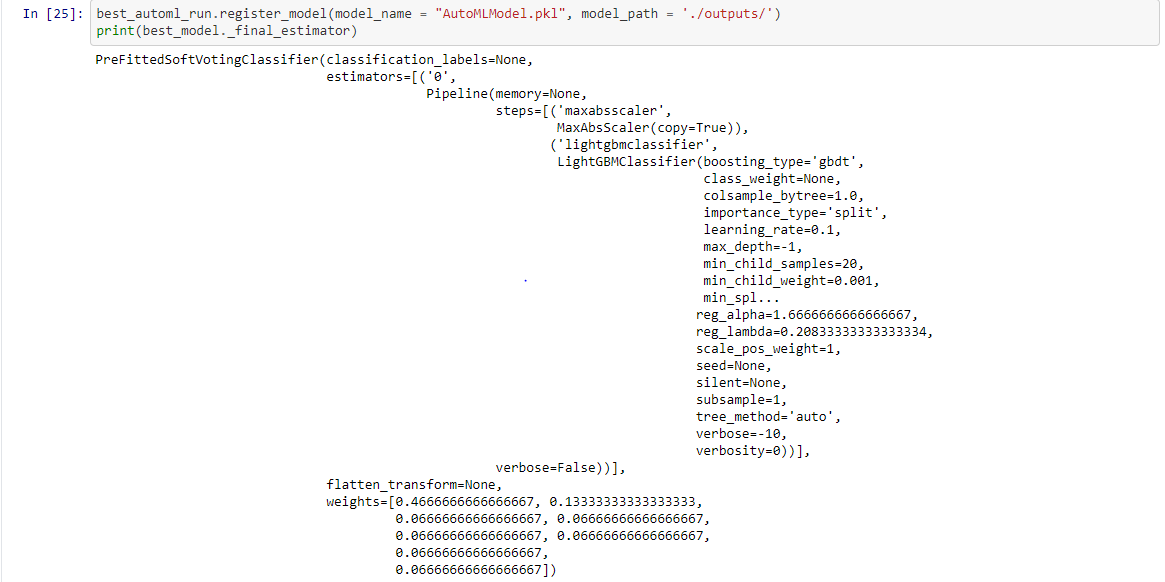 In [25]: best_automl_run.register_model(model_name = "AutoMLModel.pkl", model_path = './outputs/')
print(best_model._final_estimator)
PreFittedSoftVotingClassifier(classification_labels=None,
estimators=[('0',
Pipeline(memory=None,
steps=[('maxabsscaler',
MaxAbsScaler(copy=True)),
('lightgbmclassifier',
LightGBMClassifier(boosting_type='gbdt',
class_weight=None,
colsample_bytree=1.0,
importance_type='split',
learning_rate=0.1,
max_depth=-1,
min_child_samples=20,
min_child_weight=0.001,
min_spl...
reg_alpha=1.6666666666666667,
reg_lambda=0.20833333333333334,
scale_pos_weight=1,
seed=None,
silent=None,
subsample=1,
tree_method='auto',
verbose=-10,
verbosity=0))],
verbose=False))],
flatten_transform=None,
weights=[0.4666666666666667, 0.13333333333333333,
0.06666666666666667, 0.06666666666666667,
0.06666666666666667, 0.06666666666666667,
0.06666666666666667,
0.06666666666666667])